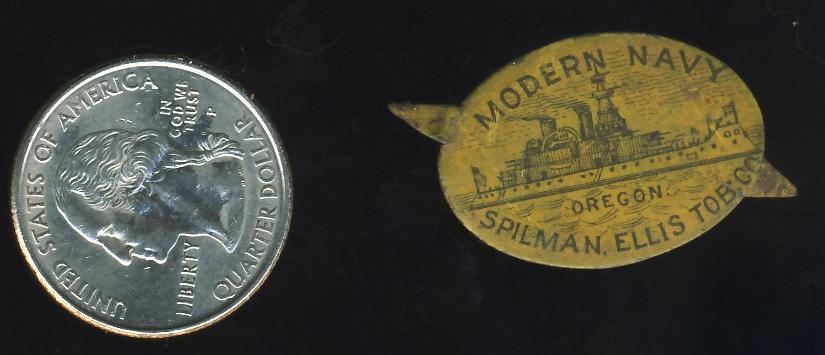 UNITED STATES OF AMERICA
IN
GOD WE
TRUST
P
LIBERTY
QUARTER DOLLAR
MODERN NAVY
OREGON.
SPILMAN, ELLIS TOB. CO.